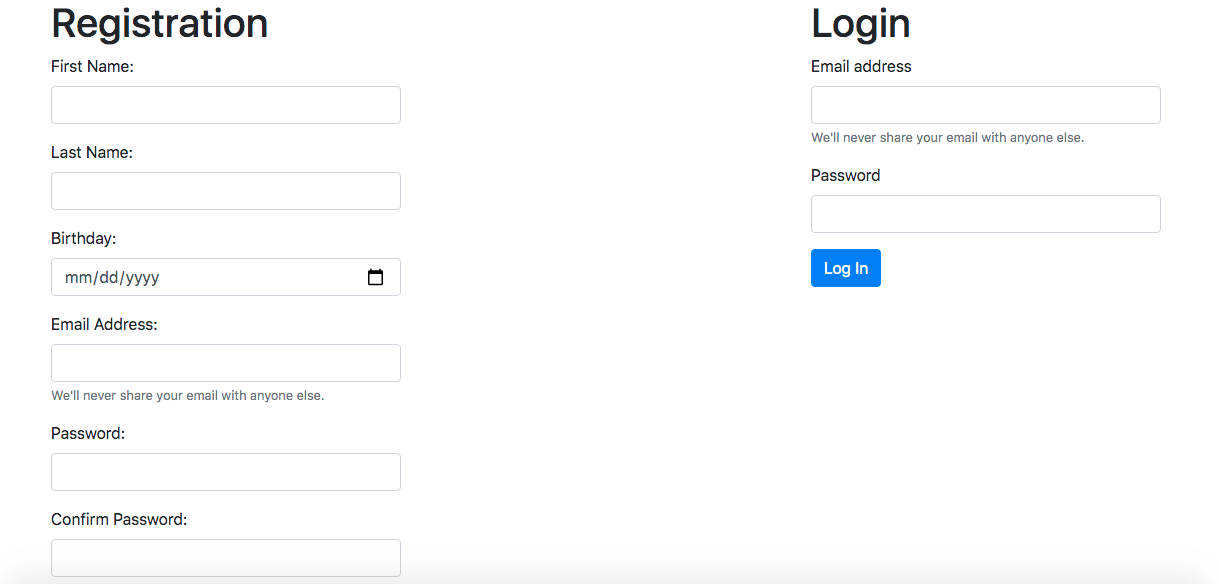 Registration
First Name:
Last Name:
Birthday:
mm/dd/yyyy
Email Address:
We'll never share your email with anyone else.
Password:
Confirm Password:
Login
Email address
We'll never share your email with anyone else.
Password
Log In